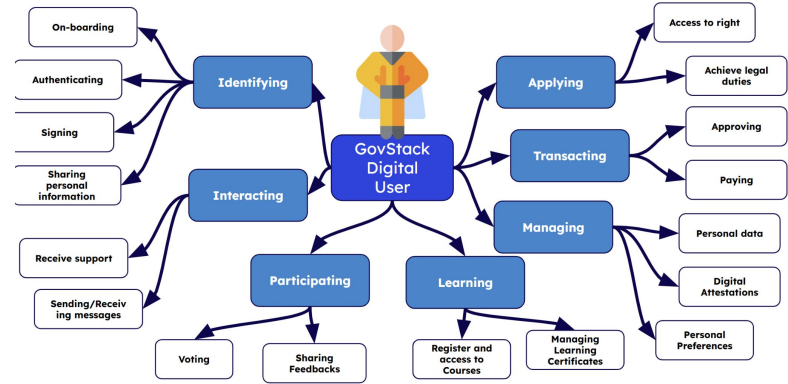 On-boarding
Authenticating
Signing
Sharing
personal
information
Identifying
Interacting
Receive support
Sending/Receiv
ing messages
GovStack
Digital
User
Participating
Voting
Sharing
Feedbacks
Learning
Register and
access to
Courses
Managing
Learning
Certificates
Applying
Access to right
Achieve legal
duties
Transacting
Approving
Paying
Managing
Personal data
Digital
Attestations
Personal
Preferences